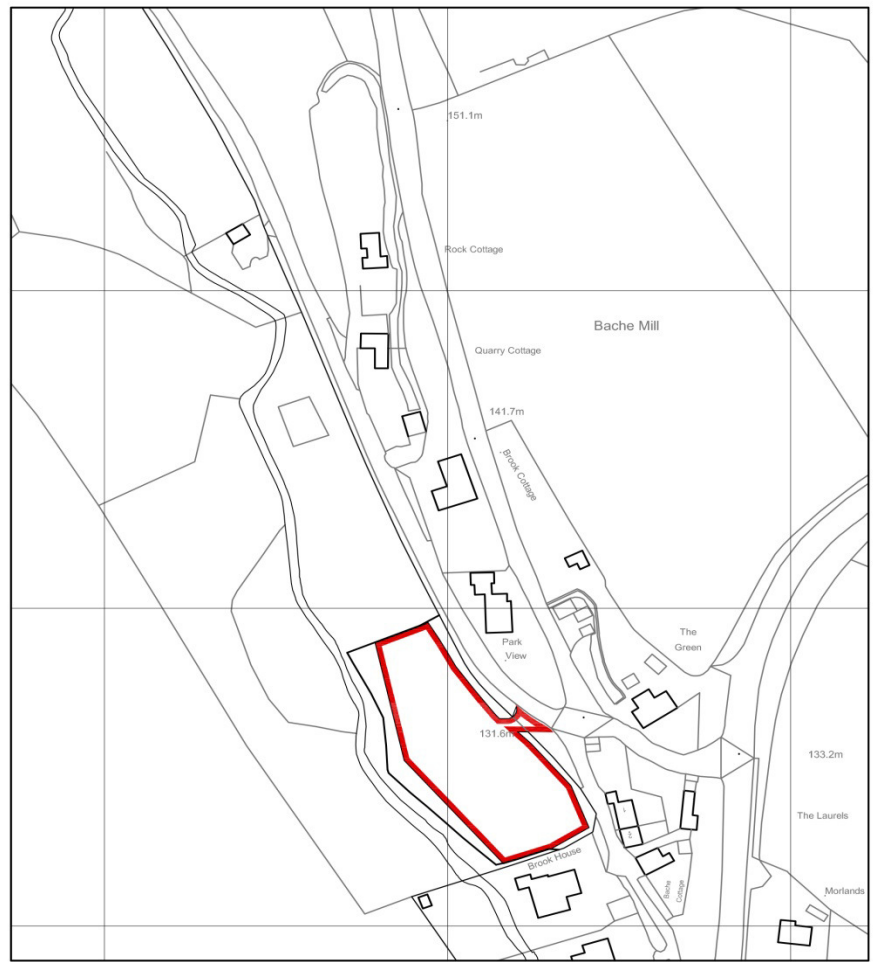 151.1m
Rock Cottage
Bache Mill
Quarry Cottage
141.7m
Brook Cottage
The
Green
Park
View
131.6m
133.2m
The Laurels
Brook House
Bache
Cottage
Morlands